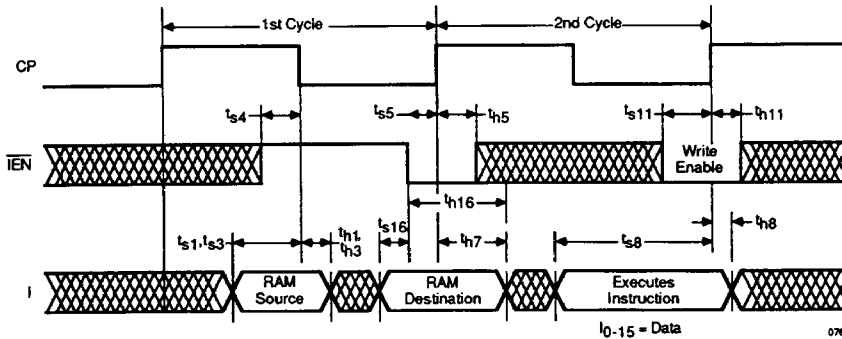 1st Cycle 2nd Cycle
CP
ts4 ts5 th5 ts11 th11
IEN Write Enable
th16
ts1, ts3 th1, th3 ts16 th7 ts8 th8
I RAM Source RAM Destination Executes Instruction
I0-15 = Data
076